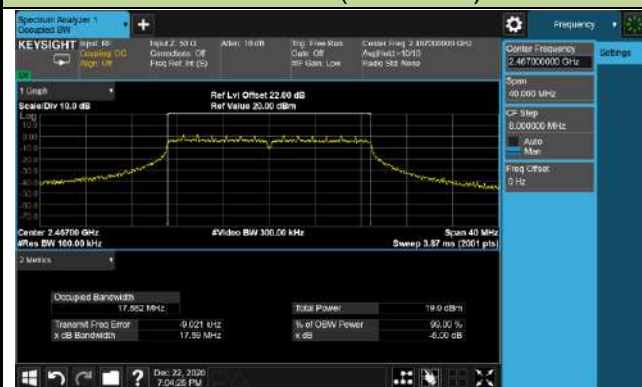 Spectrum Analyzer 1
Occupied BW
Frequency
KEYSIGHT Input: RF
Coupling: DC
Align: Off
Input Z: 50 Ω
Corrections: Off
Freq Ref: Int (S)
Atten: 10 dB
Trig: Free Run
Gate: Off
#IF Gain: Low
Center Freq: 2.467000000 GHz
Avg|Hold: >10/10
Radio Std: None
Center Frequency
2.467000000 GHz
Settings
Span
40.000 MHz
CF Step
8.000000 MHz
Auto
Man
Freq Offset
0 Hz
1 Graph
Scale/Div 10.0 dB
Ref Lvl Offset 22.00 dB
Ref Value 20.00 dBm
Log
Center 2.46700 GHz
#Res BW 100.00 kHz
#Video BW 300.00 kHz
Span 40 MHz
Sweep 3.87 ms (2001 pts)
2 Metrics
Occupied Bandwidth
Total Power 19.0 dBm
Transmit Freq Error -9.021 kHz
% of OBW Power 99.00 %
x dB Bandwidth 17.59 MHz
x dB -6.00 dB
Dec 22, 2020
7:04:25 PM